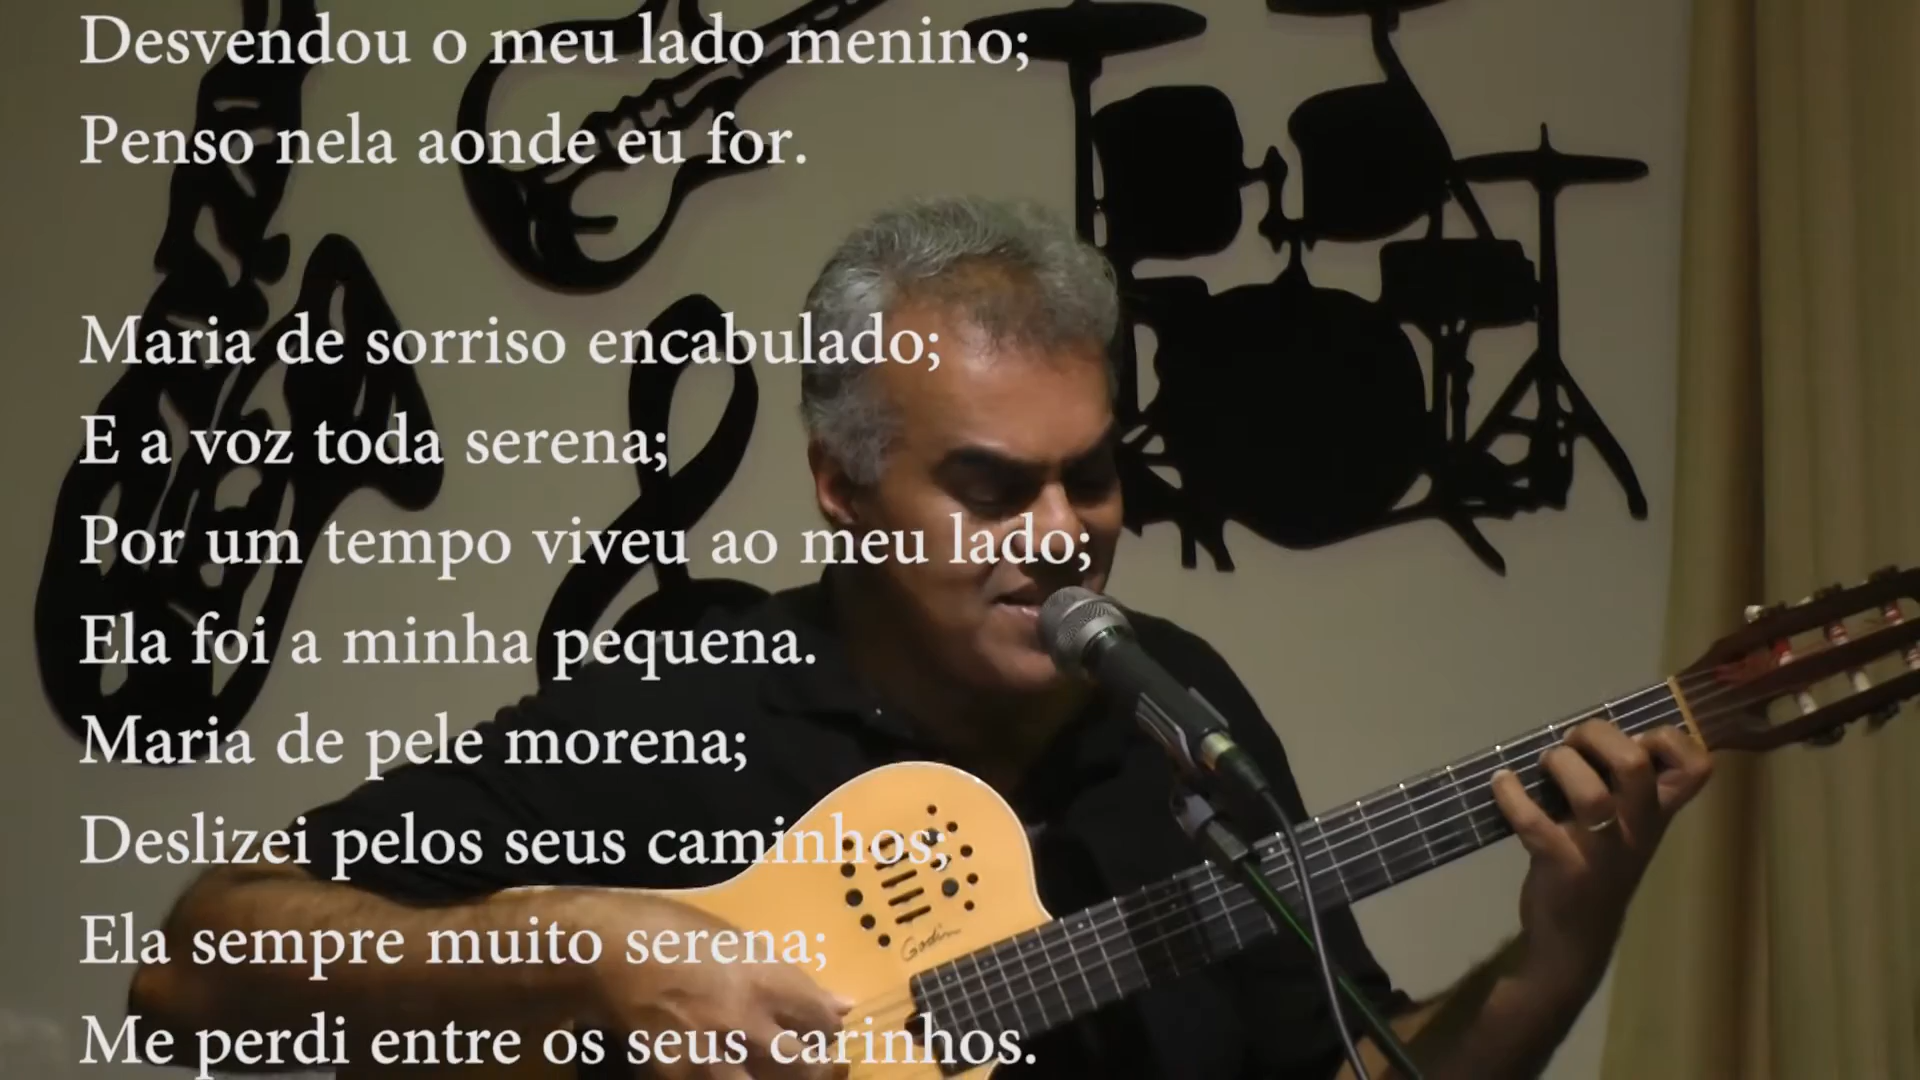 Desvendou o meu lado menino;
Penso nela aonde eu for.
Maria de sorriso encabulado;
E a voz toda serena;
Por um tempo viveu ao meu lado;
Ela foi a minha pequena.
Maria de pele morena;
Deslizei pelos seus caminhos;
Ela sempre muito serena;
Me perdi entre os seus carinhos.
Godin